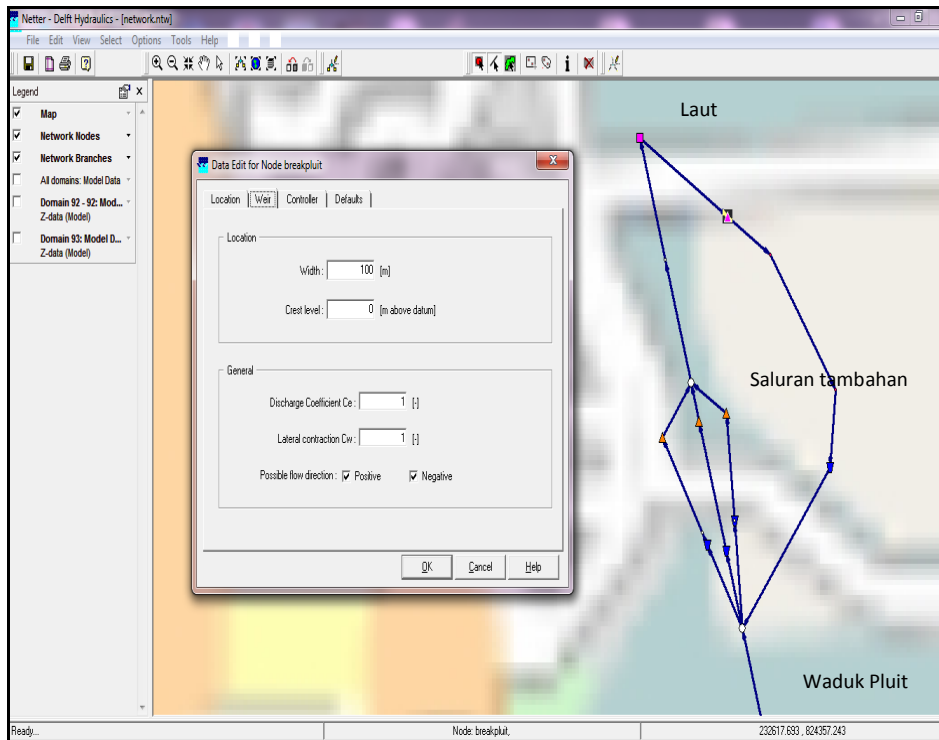 Netter - Delft Hydraulics - [network.ntw]
File Edit View Select Options Tools Help
Legend
Map
Network Nodes
Network Branches
All domains: Model Data
Domain 92 - 92: Mod...
Z-data (Model)
Domain 93: Model D...
Z-data (Model)
Laut
Data Edit for Node breakpluit
Location Weir Controller Defaults
Location
Width : 100 [m]
Crest level : 0 [m above datum]
General
Discharge Coefficient Ce : 1 [-]
Lateral contraction Cw : 1 [-]
Possible flow direction : Positive Negative
OK Cancel Help
Saluran tambahan
Waduk Pluit
Ready... Node: breakpluit, 232617.693 , 824357.243